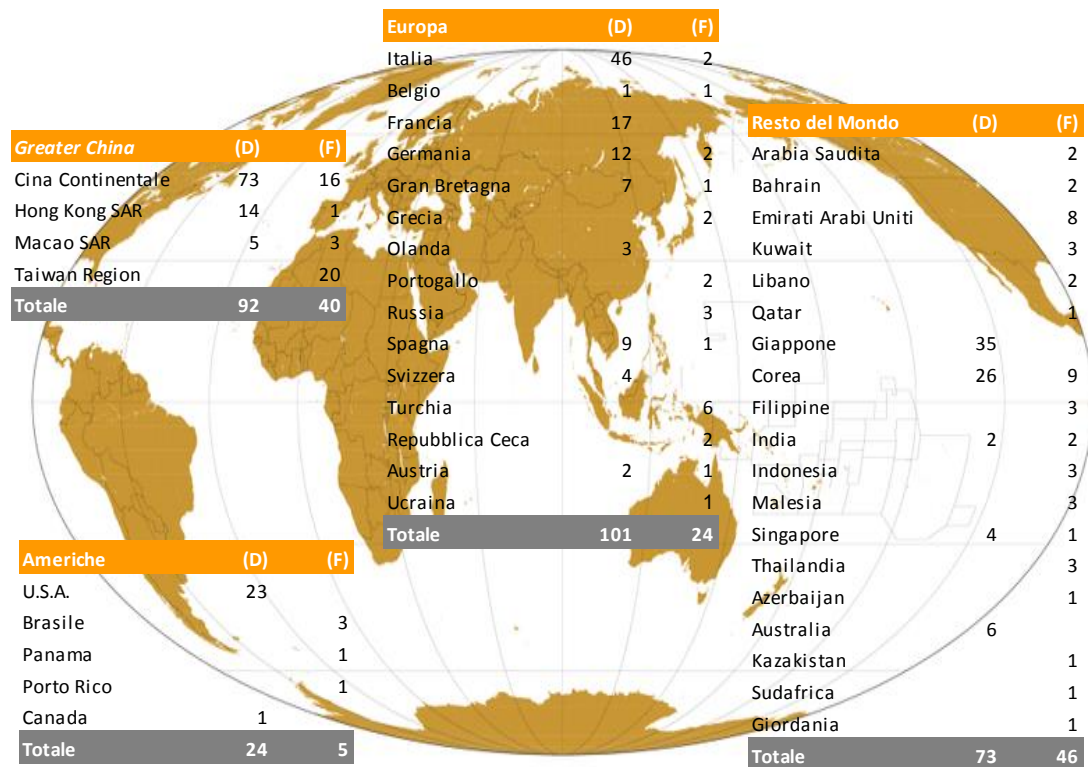 Europa (D) (F)
Italia 46 2
Belgio 1 1
Francia 17
Germania 12 2
Gran Bretagna 7 1
Grecia 2
Olanda 3
Portogallo 2
Russia 3
Spagna 9 1
Svizzera 4
Turchia 6
Repubblica Ceca 2
Austria 2 1
Ucraina 1
Totale 101 24
Greater China (D) (F)
Cina Continentale 73 16
Hong Kong SAR 14 1
Macao SAR 5 3
Taiwan Region 20
Totale 92 40
Resto del Mondo (D) (F)
Arabia Saudita 2
Bahrain 2
Emirati Arabi Uniti 8
Kuwait 3
Libano 2
Qatar 1
Giappone 35
Corea 26 9
Filippine 3
India 2 2
Indonesia 3
Malesia 3
Singapore 4 1
Thailandia 3
Azerbaijan 1
Australia 6
Kazakistan 1
Sudafrica 1
Giordania 1
Totale 73 46
Americhe (D) (F)
U.S.A. 23
Brasile 3
Panama 1
Porto Rico 1
Canada 1
Totale 24 5